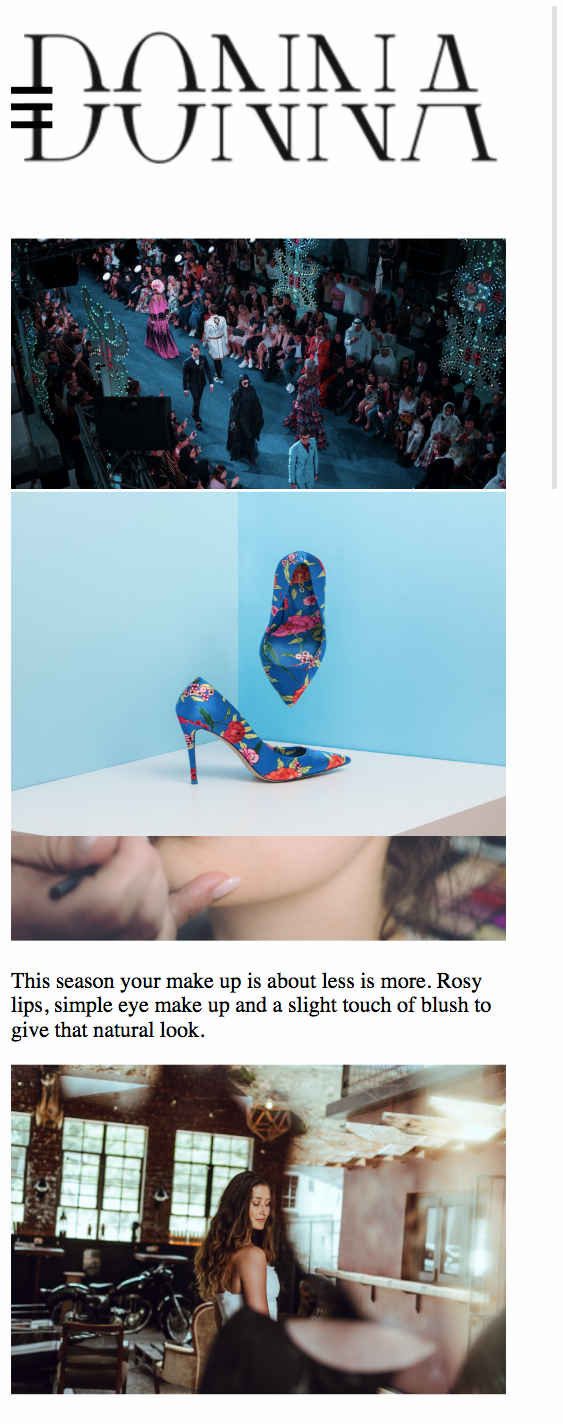 DONNA
This season your make up is about less is more. Rosy
lips, simple eye make up and a slight touch of blush to
give that natural look.